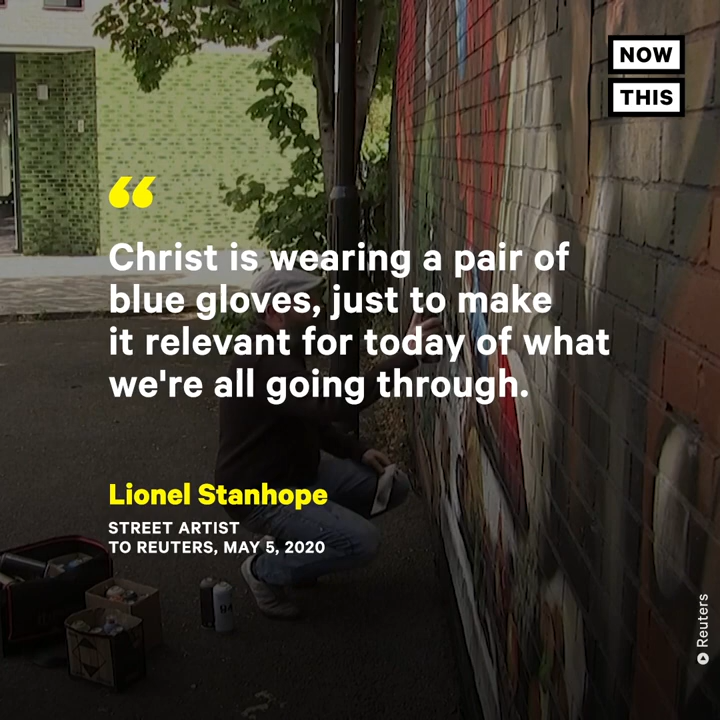 NOW
THIS
“
Christ is wearing a pair of
blue gloves, just to make
it relevant for today of what
we're all going through.
Lionel Stanhope
STREET ARTIST
TO REUTERS, MAY 5, 2020
Reuters